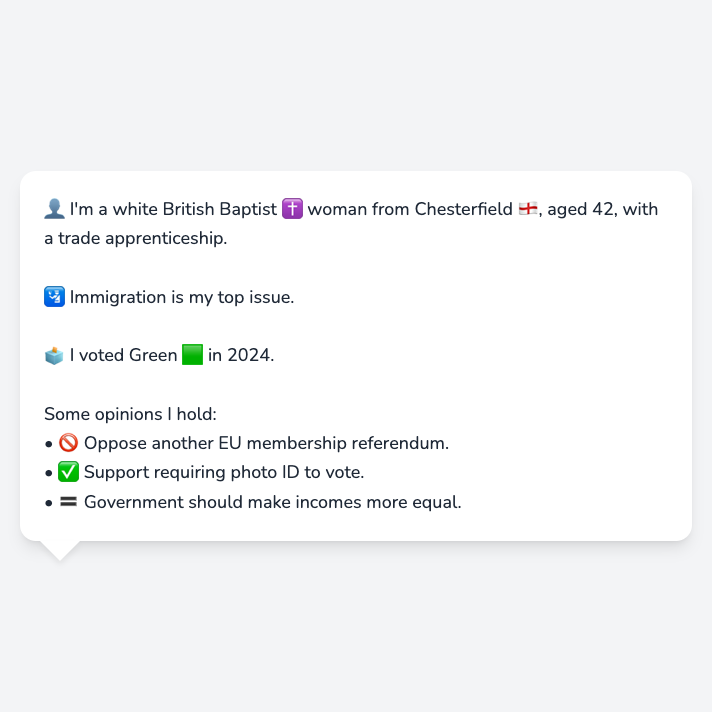 👤 I'm a white British Baptist ✝️ woman from Chesterfield 🏴󠁧󠁢󠁥󠁮󠁧󠁿, aged 42, with
a trade apprenticeship.
🛂 Immigration is my top issue.
🗳️ I voted Green 🟩 in 2024.
Some opinions I hold:
• 🚫 Oppose another EU membership referendum.
• ✅ Support requiring photo ID to vote.
• 🟰 Government should make incomes more equal.